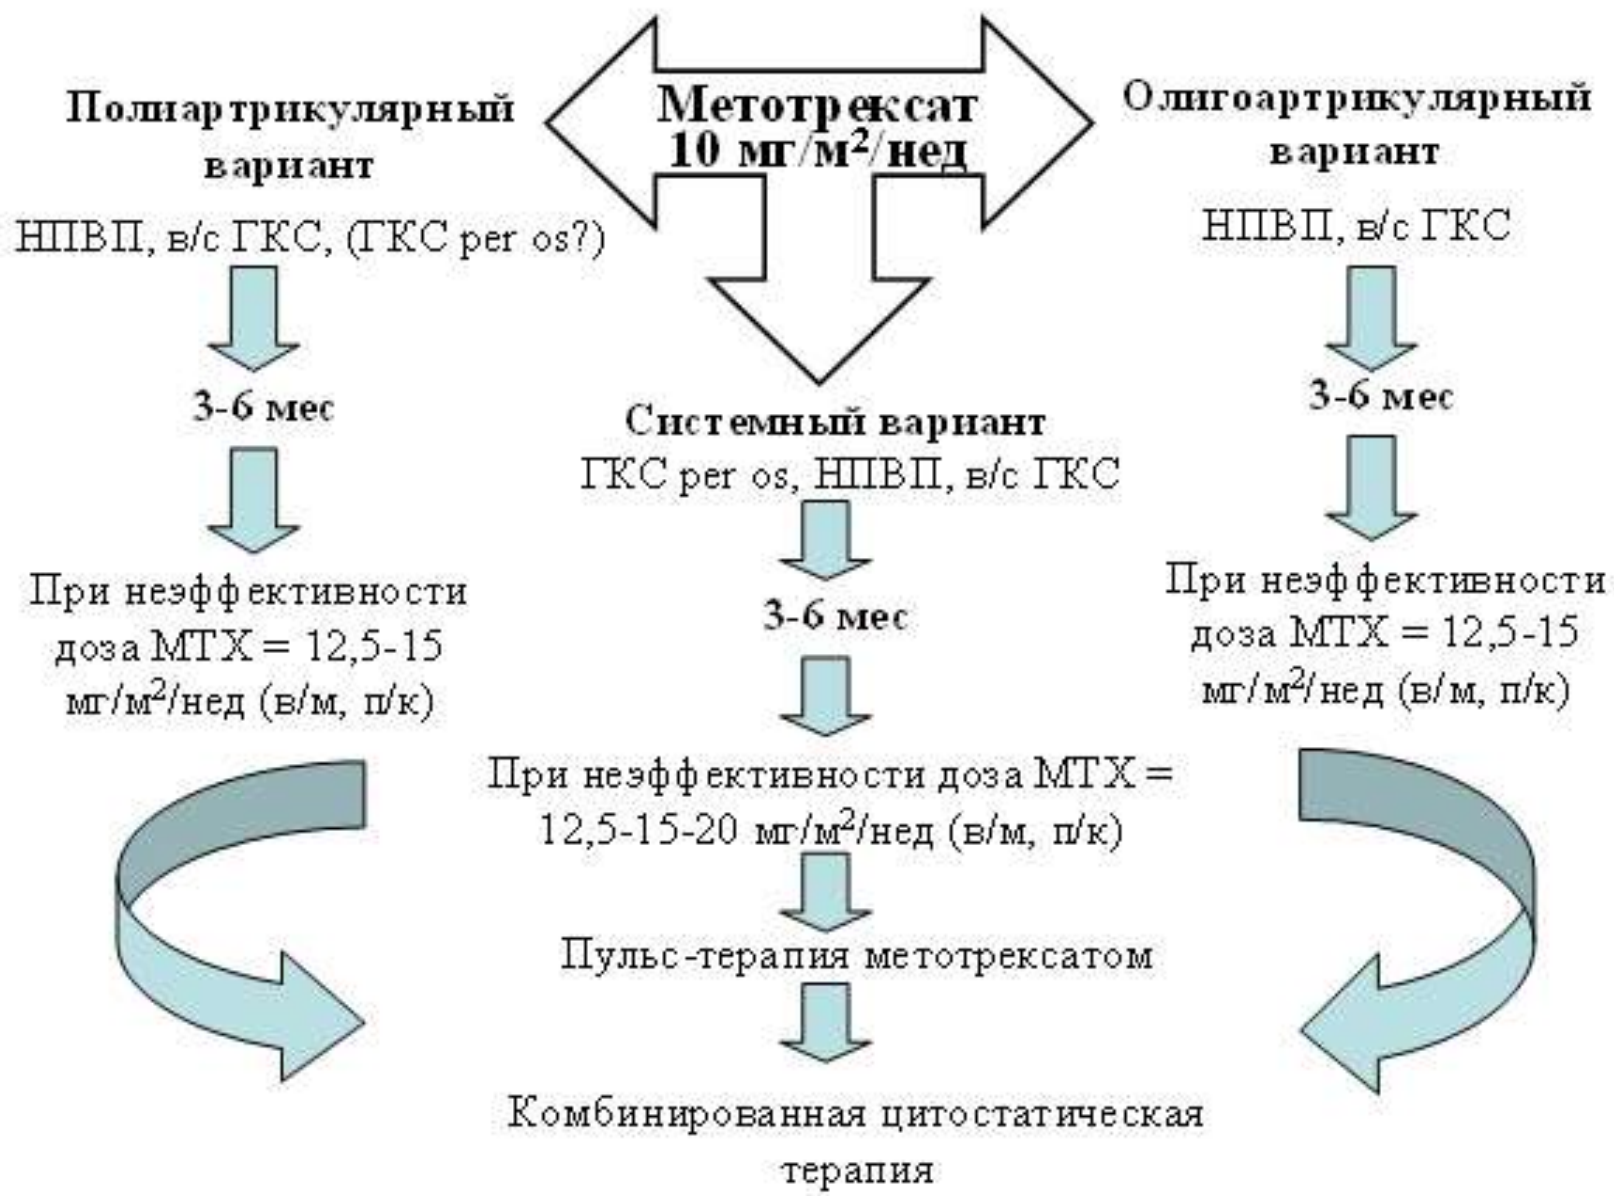 Метотрексат
10 мг/м²/нед
Полиартрикулярный
вариант
НПВП, в/с ГКС, (ГКС per os?)
3-6 мес
При неэффективности
доза МТХ = 12,5-15
мг/м²/нед (в/м, п/к)
Системный вариант
ГКС per os, НПВП, в/с ГКС
3-6 мес
При неэффективности доза МТХ =
12,5-15-20 мг/м²/нед (в/м, п/к)
Пульс-терапия метотрексатом
Олигоартрикулярный
вариант
НПВП, в/с ГКС
3-6 мес
При неэффективности
доза МТХ = 12,5-15
мг/м²/нед (в/м, п/к)
Комбинированная цитостатическая
терапия